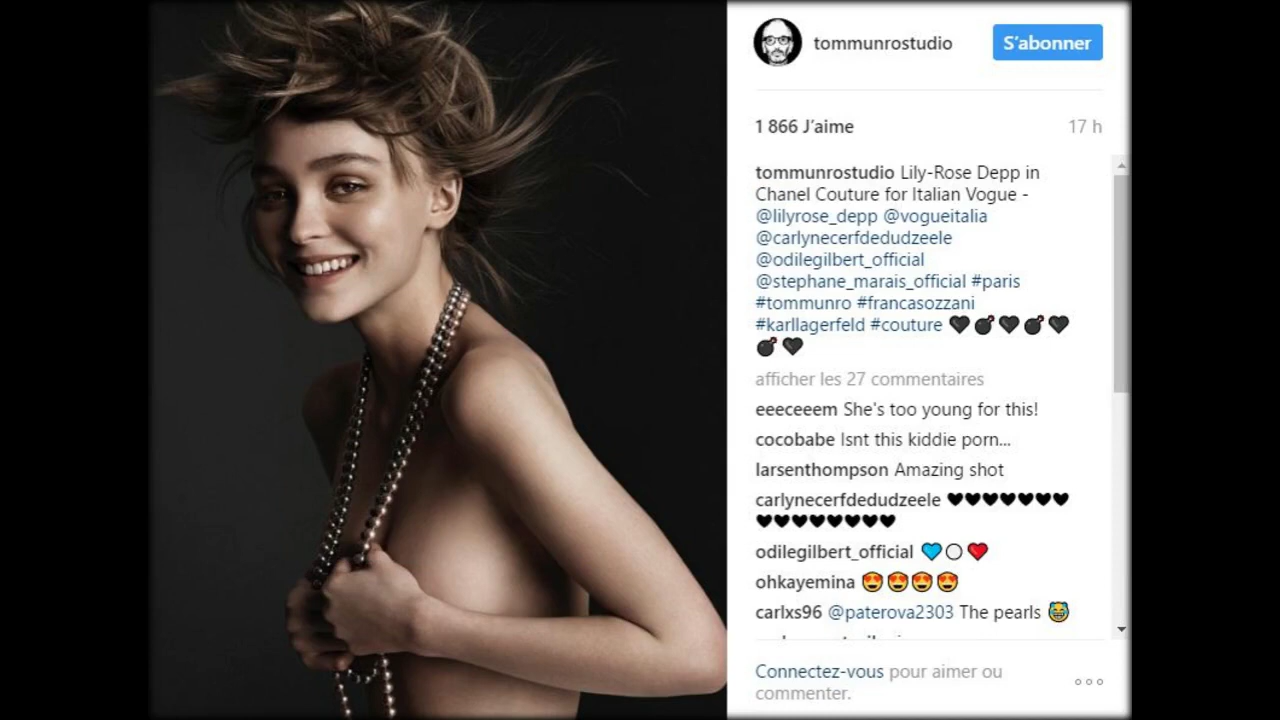 tommunrostudio
S'abonner
1 866 J'aime
17 h
tommunrostudio Lily-Rose Depp in
Chanel Couture for Italian Vogue -
@lilyrose_depp @vogueitalia
@carlynecerfdedudzeele
@odilegilbert_official
@stephane_marais_official #paris
#tommunro #francasozzani
#karllagerfeld #couture 🖤💣🖤💣🖤
💣🖤
afficher les 27 commentaires
eeeceeem She's too young for this!
cocobabe Isnt this kiddie porn...
larsenthompson Amazing shot
carlynecerfdedudzeele ♥♥♥♥♥♥♥
♥♥♥♥♥♥♥♥
odilegilbert_official 💙⚪❤️
ohkayemina 😍😍😍😍
carlxs96 @paterova2303 The pearls 😹
Connectez-vous pour aimer ou
commenter.